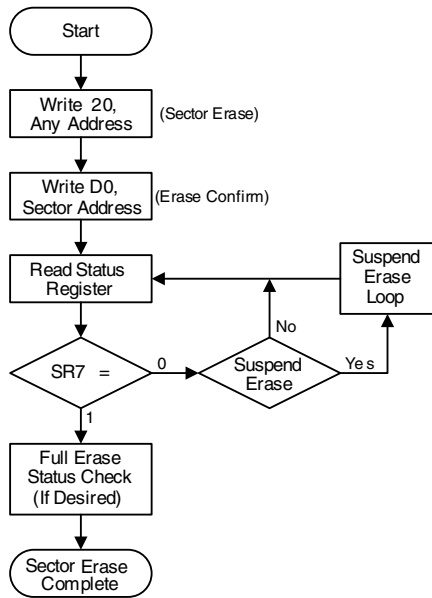 Start
Write 20,
Any Address
(Sector Erase)
Write D0,
Sector Address
(Erase Confirm)
Read Status
Register
Suspend
Erase
Loop
No
SR7 =
0
Suspend
Erase
Yes
1
Full Erase
Status Check
(If Desired)
Sector Erase
Complete